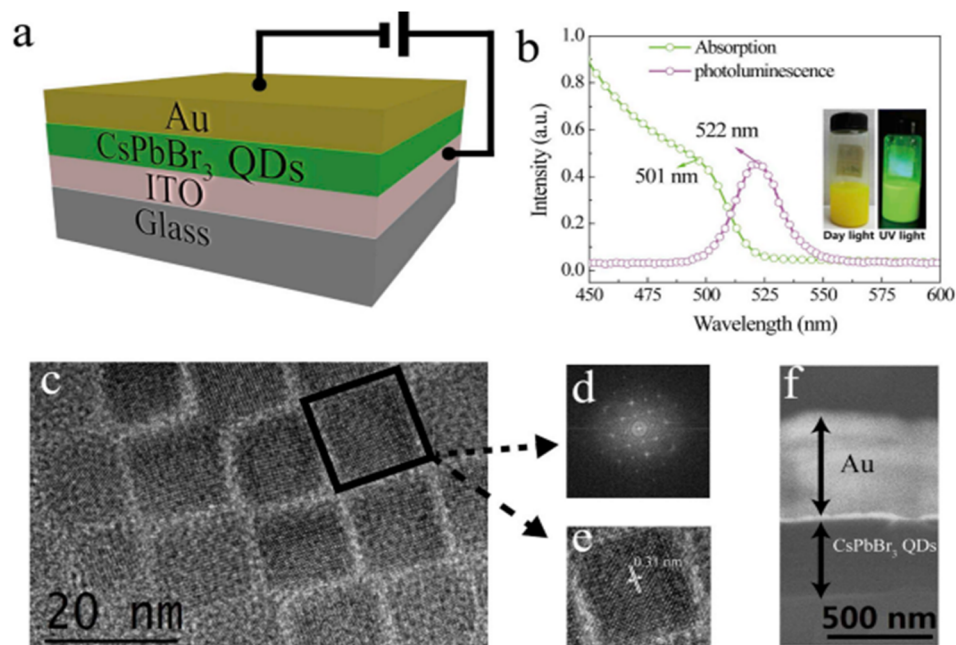 a
Au
CsPbBr3 QDs
ITO
Glass
b
Absorption
photoluminescence
522 nm
501 nm
Day light UV light
Intensity (a.u.)
1.0
0.8
0.6
0.4
0.2
0.0
450 475 500 525 550 575 600
Wavelength (nm)
c
20 nm
d
e
0.31 nm
f
Au
CsPbBr3 QDs
500 nm